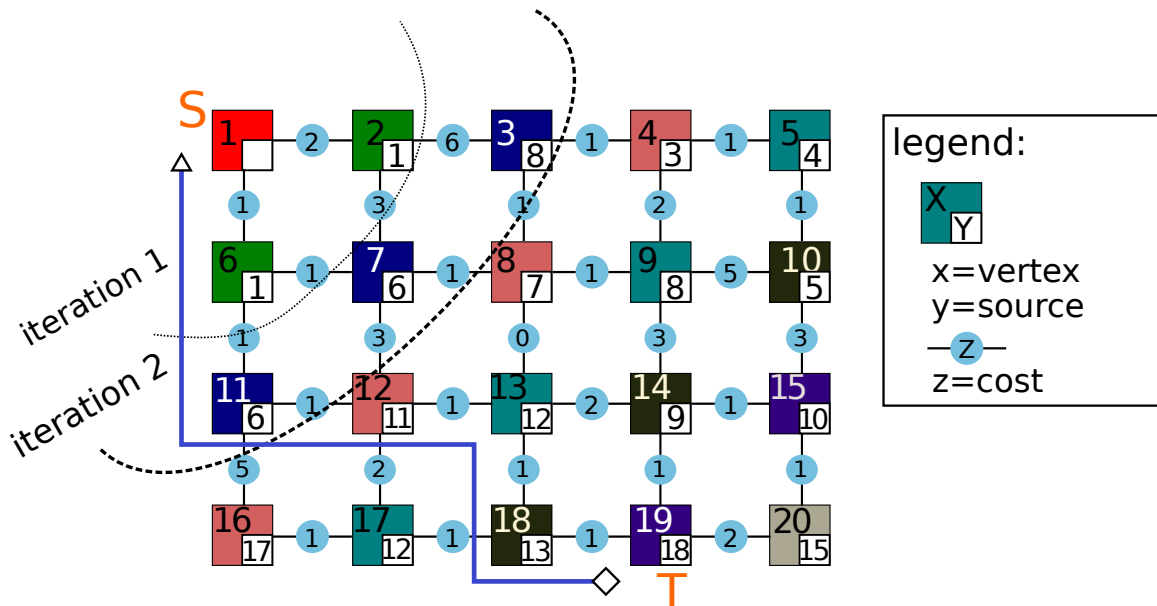 S
1 2 2 1 6 3 8 1 4 3 1 5 4
1 3 1 2 1
6 1 1 7 6 1 8 7 1 9 8 5 10 5
1 3 0 3 3
11 6 1 12 11 1 13 12 2 14 9 1 15 10
5 2 1 1 1
16 17 1 17 12 1 18 13 1 19 18 2 20 15
T
iteration 1
iteration 2
legend:
X
Y
x=vertex
y=source
z
z=cost